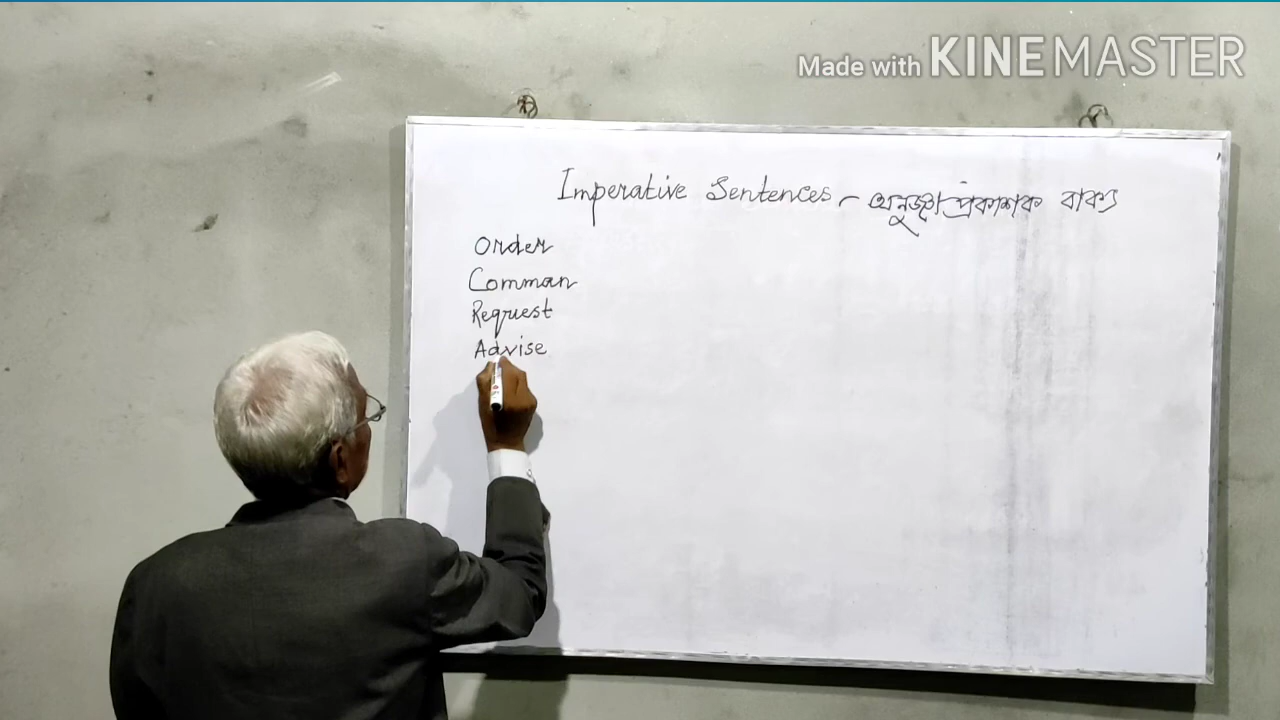 Made with KINEMASTER
Imperative Sentences - অনুজ্ঞা প্রকাশক বাক্য
Order
Comman
Request
Advise